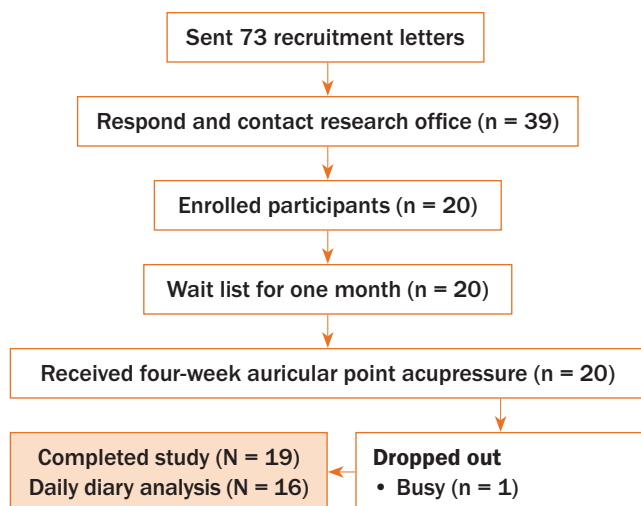 Sent 73 recruitment letters
Respond and contact research office (n = 39)
Enrolled participants (n = 20)
Wait list for one month (n = 20)
Received four-week auricular point acupressure (n = 20)
Completed study (N = 19)
Daily diary analysis (N = 16)
Dropped out
• Busy (n = 1)